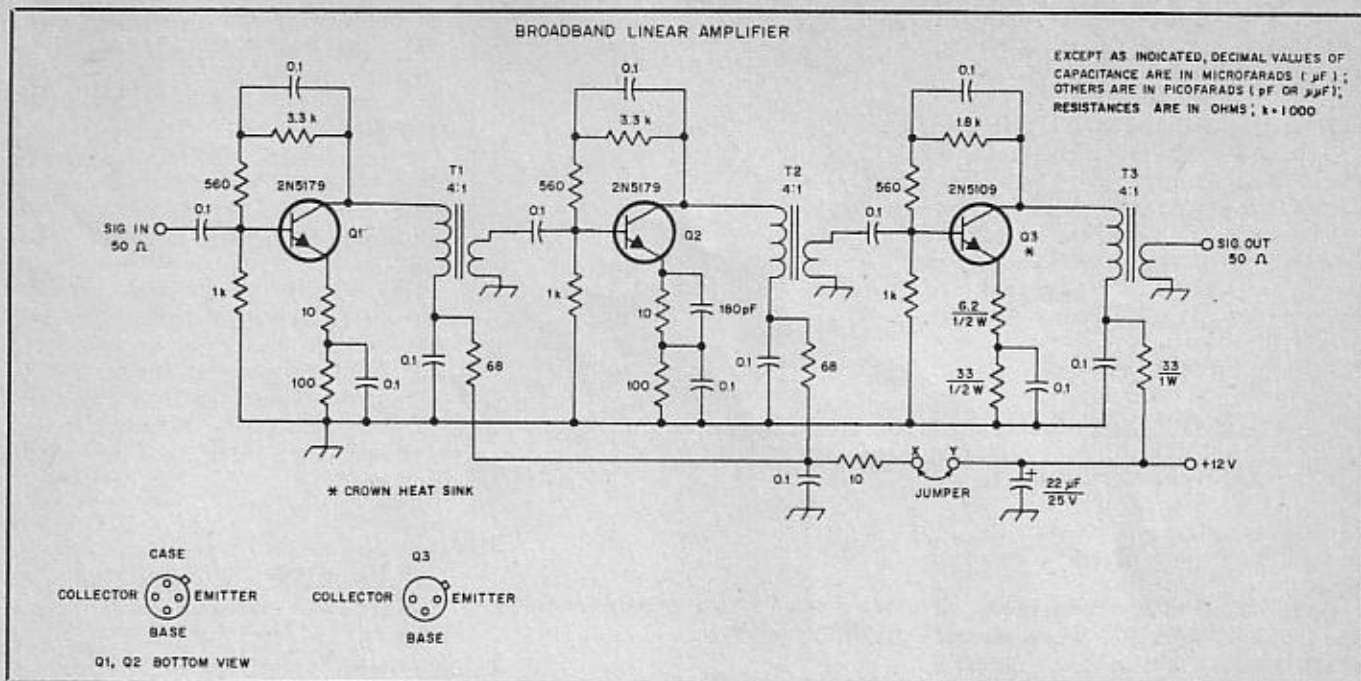 BROADBAND LINEAR AMPLIFIER
EXCEPT AS INDICATED, DECIMAL VALUES OF
CAPACITANCE ARE IN MICROFARADS (µF);
OTHERS ARE IN PICOFARADS (pF OR µµF);
RESISTANCES ARE IN OHMS; k=1000
0.1
3.3 k
560
2N5179
T1
4:1
0.1
SIG. IN
50 Ω
Q1
1k
10
100
0.1
0.1
68
0.1
3.3 k
560
2N5179
T2
4:1
0.1
Q2
1k
10
180pF
100
0.1
0.1
68
0.1
1.8k
560
2N5109
T3
4:1
0.1
Q3
*
SIG. OUT
50 Ω
1k
6.2
1/2 W
33
1/2 W
0.1
0.1
33
1W
* CROWN HEAT SINK
0.1
10
X
Y
JUMPER
+
22 µF
25 V
+12 V
CASE
COLLECTOR
EMITTER
BASE
Q1, Q2 BOTTOM VIEW
Q3
COLLECTOR
EMITTER
BASE